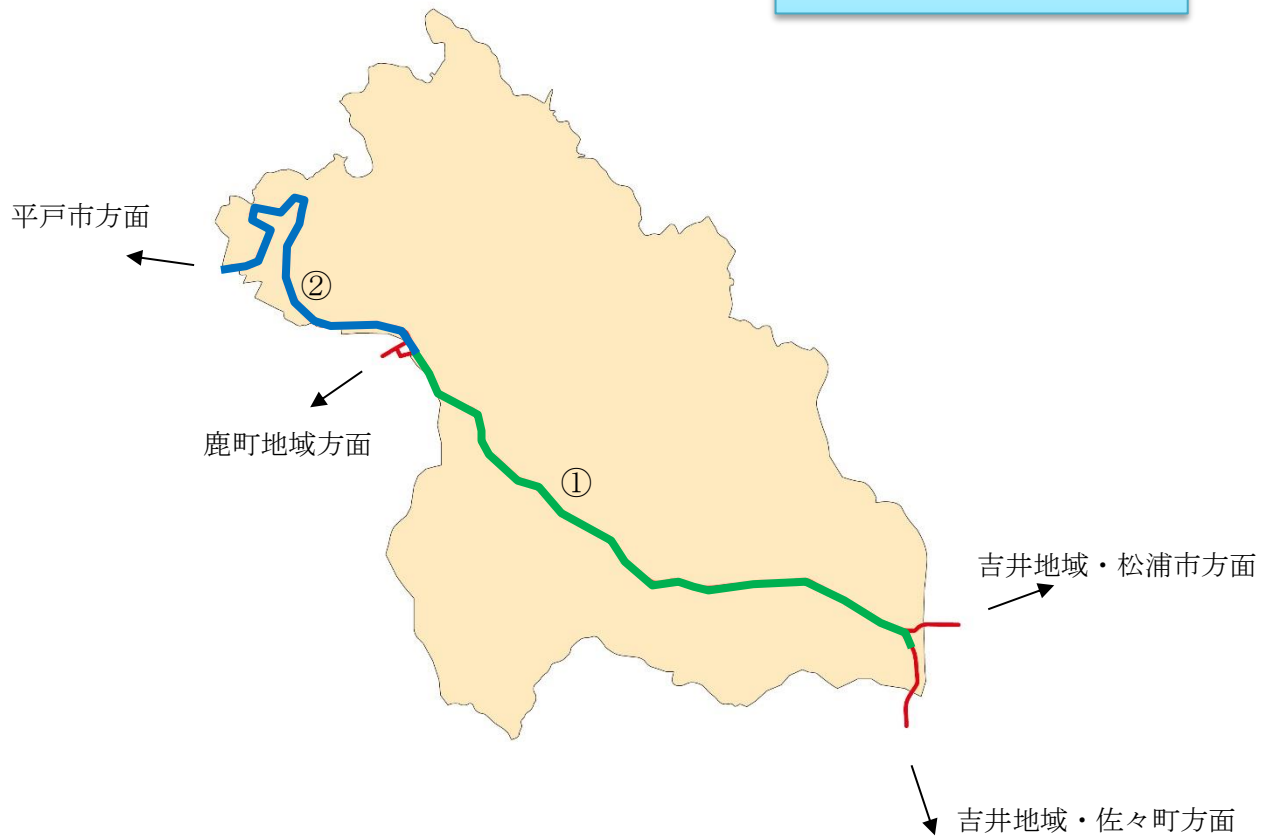 平戸市方面
②
鹿町地域方面
①
吉井地域・松浦市方面
吉井地域・佐々町方面